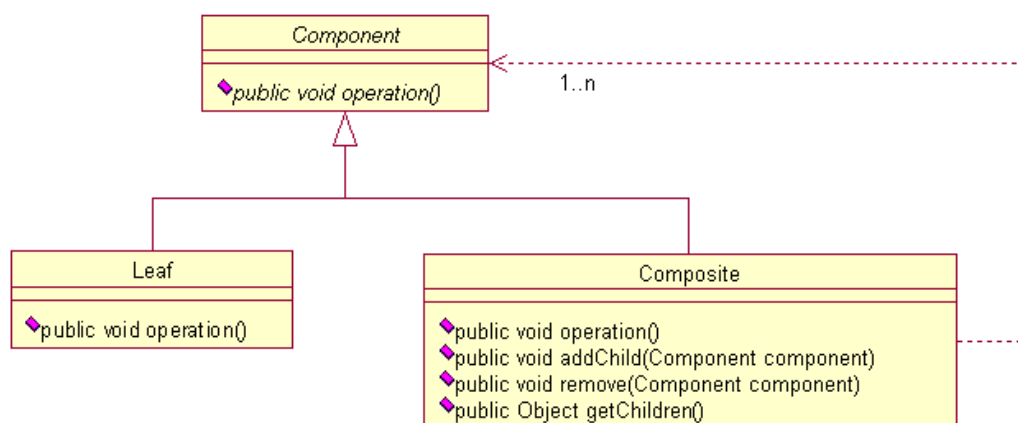 Component
public void operation()
1..n
Leaf
public void operation()
Composite
public void operation()
public void addChild(Component component)
public void remove(Component component)
public Object getChildren()